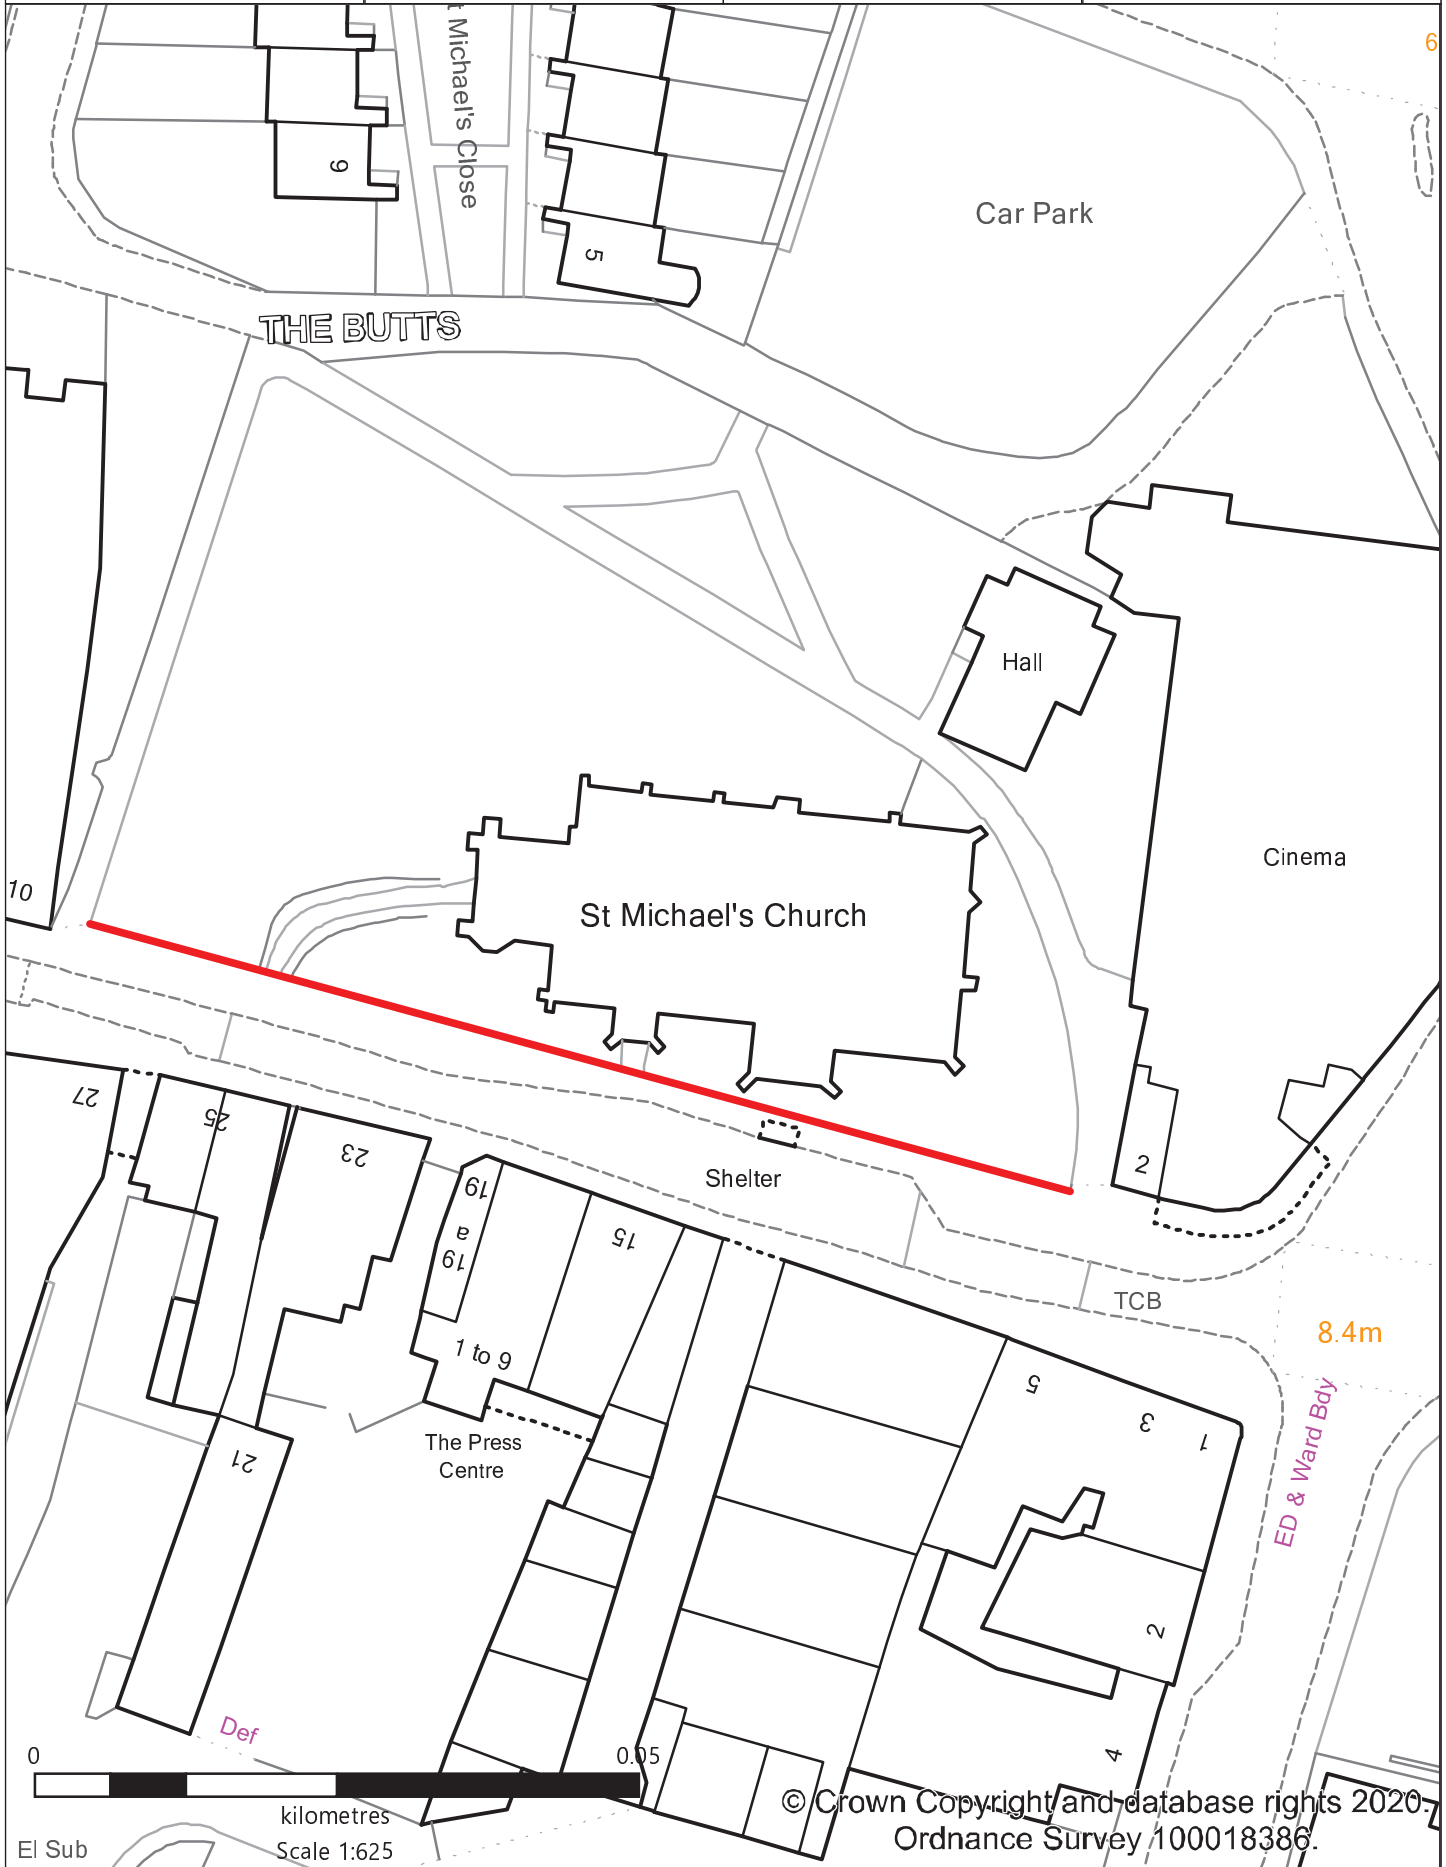 t Michael's Close
6
9
5
Car Park
THE BUTTS
Hall
Cinema
10
St Michael's Church
27
25
23
2
Shelter
19
a
19
15
TCB
8.4m
1 to 9
5
3
1
ED & Ward Bdy
The Press
Centre
21
2
Def
4
0
0.05
kilometres
Scale 1:625
El Sub
© Crown Copyright and database rights 2020.
Ordnance Survey 100018386.